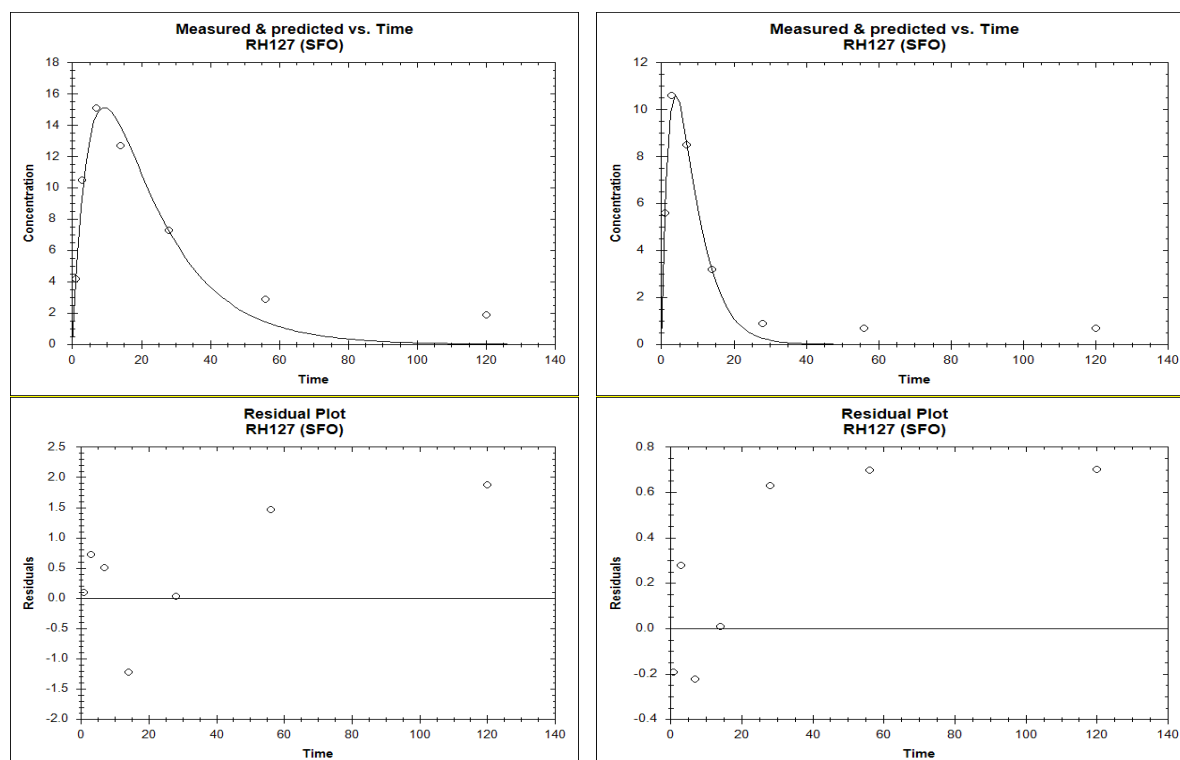 Measured & predicted vs. Time
RH127 (SFO)
18
16
14
12
10
8
6
4
2
0
Concentration
0 20 40 60 80 100 120 140
Time
Measured & predicted vs. Time
RH127 (SFO)
12
10
8
6
4
2
0
Concentration
0 20 40 60 80 100 120 140
Time
Residual Plot
RH127 (SFO)
2.5
2.0
1.5
1.0
0.5
0.0
-0.5
-1.0
-1.5
-2.0
Residuals
0 20 40 60 80 100 120 140
Time
Residual Plot
RH127 (SFO)
0.8
0.6
0.4
0.2
0.0
-0.2
-0.4
Residuals
0 20 40 60 80 100 120 140
Time